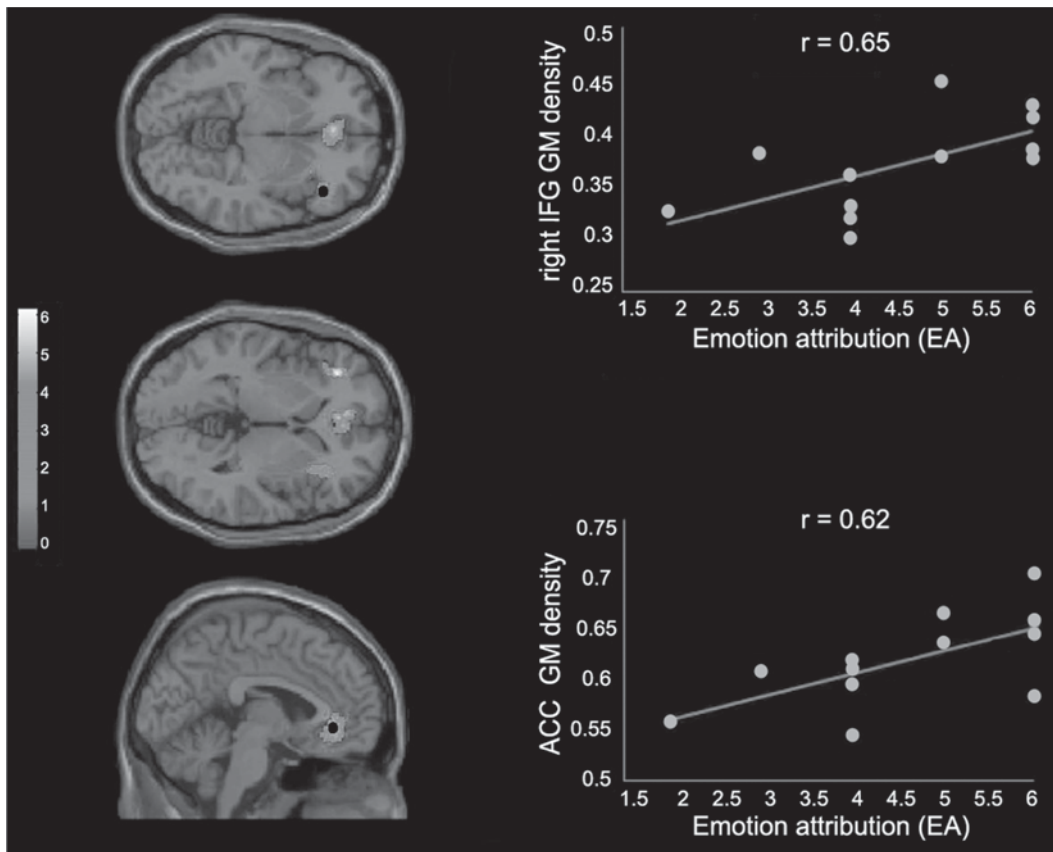 r = 0.65
right IFG GM density
0.5
0.45
0.4
0.35
0.3
0.25
1.5 2 2.5 3 3.5 4 4.5 5 5.5 6
Emotion attribution (EA)
6
5
4
3
2
1
0
r = 0.62
ACC GM density
0.75
0.7
0.65
0.6
0.55
0.5
1.5 2 2.5 3 3.5 4 4.5 5 5.5 6
Emotion attribution (EA)